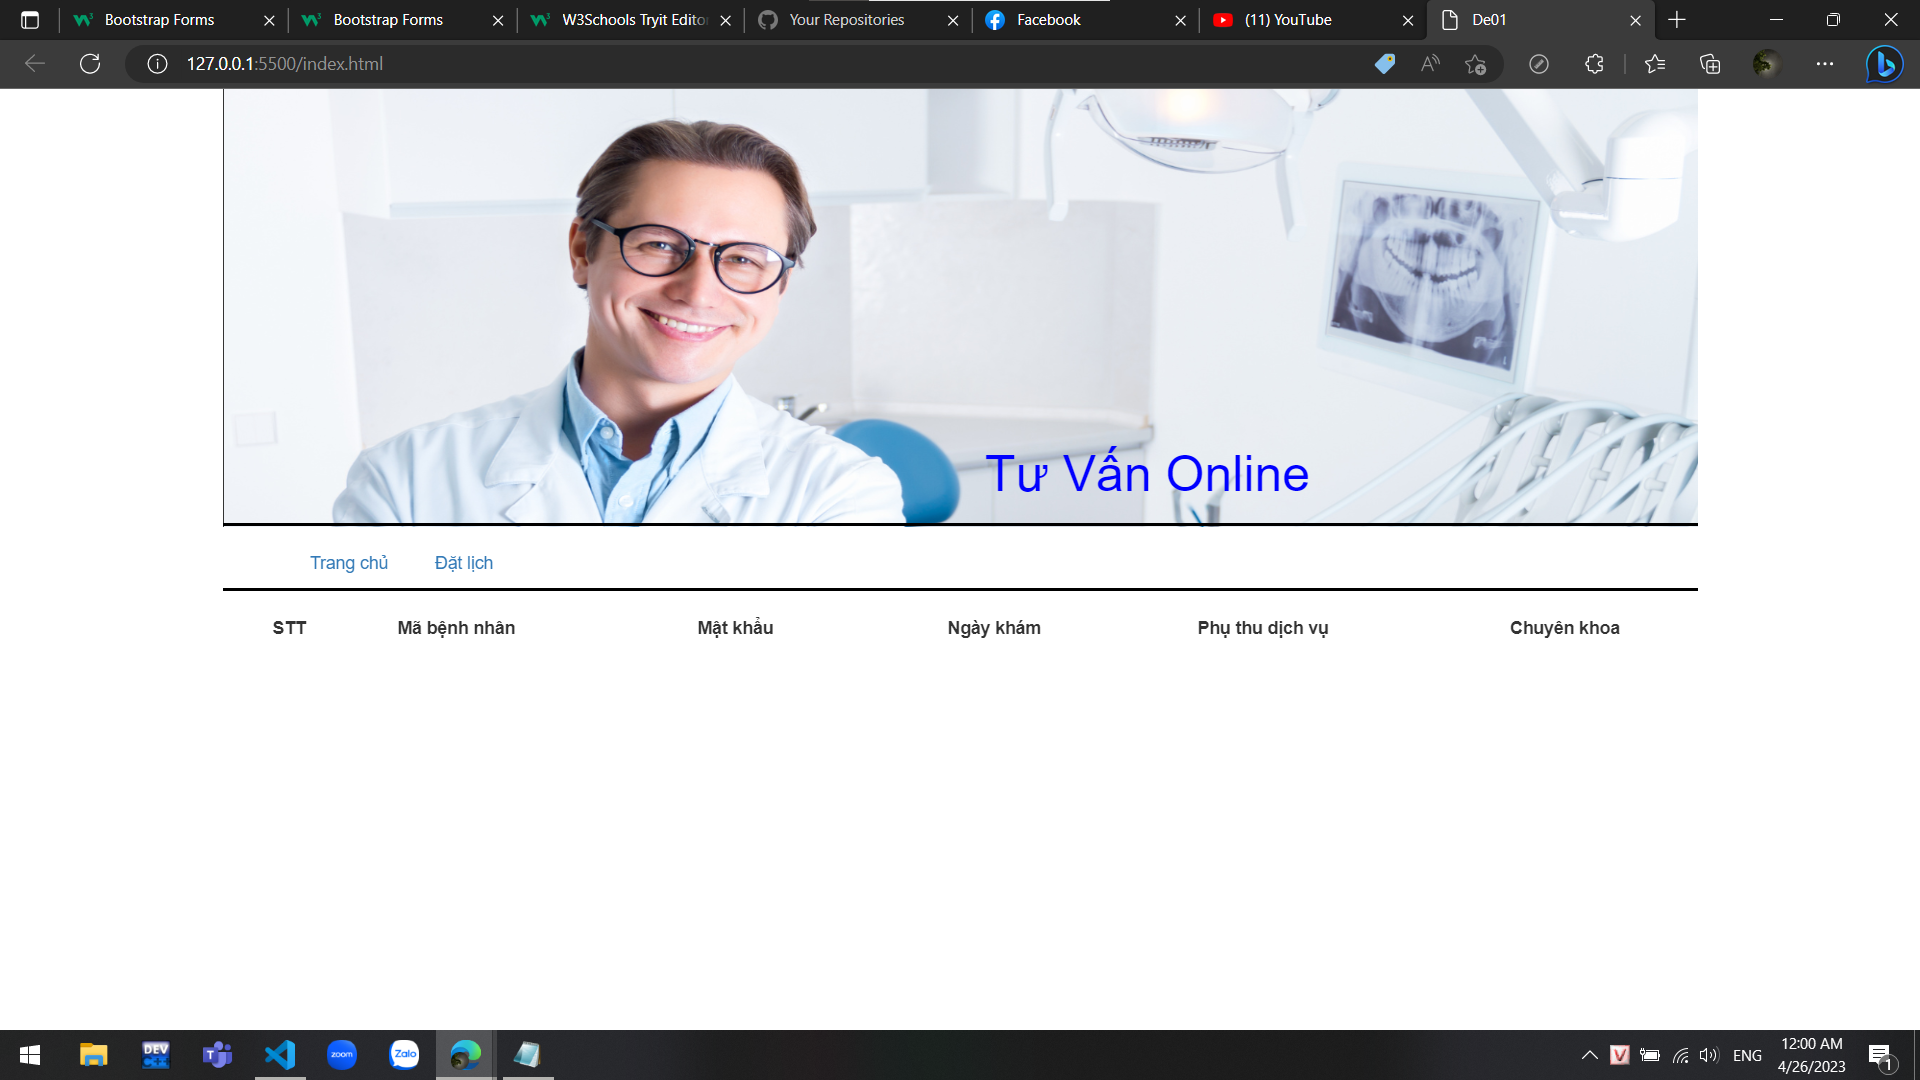 Bootstrap Forms
Bootstrap Forms
W3Schools Tryit Editor
Your Repositories
Facebook
(11) YouTube
De01
127.0.0.1:5500/index.html
Tư Vấn Online
Trang chủ Đặt lịch
STT Mã bệnh nhân Mật khẩu Ngày khám Phụ thu dịch vụ Chuyên khoa
DEV C++
zoom
Zalo
ENG
12:00 AM
4/26/2023
1